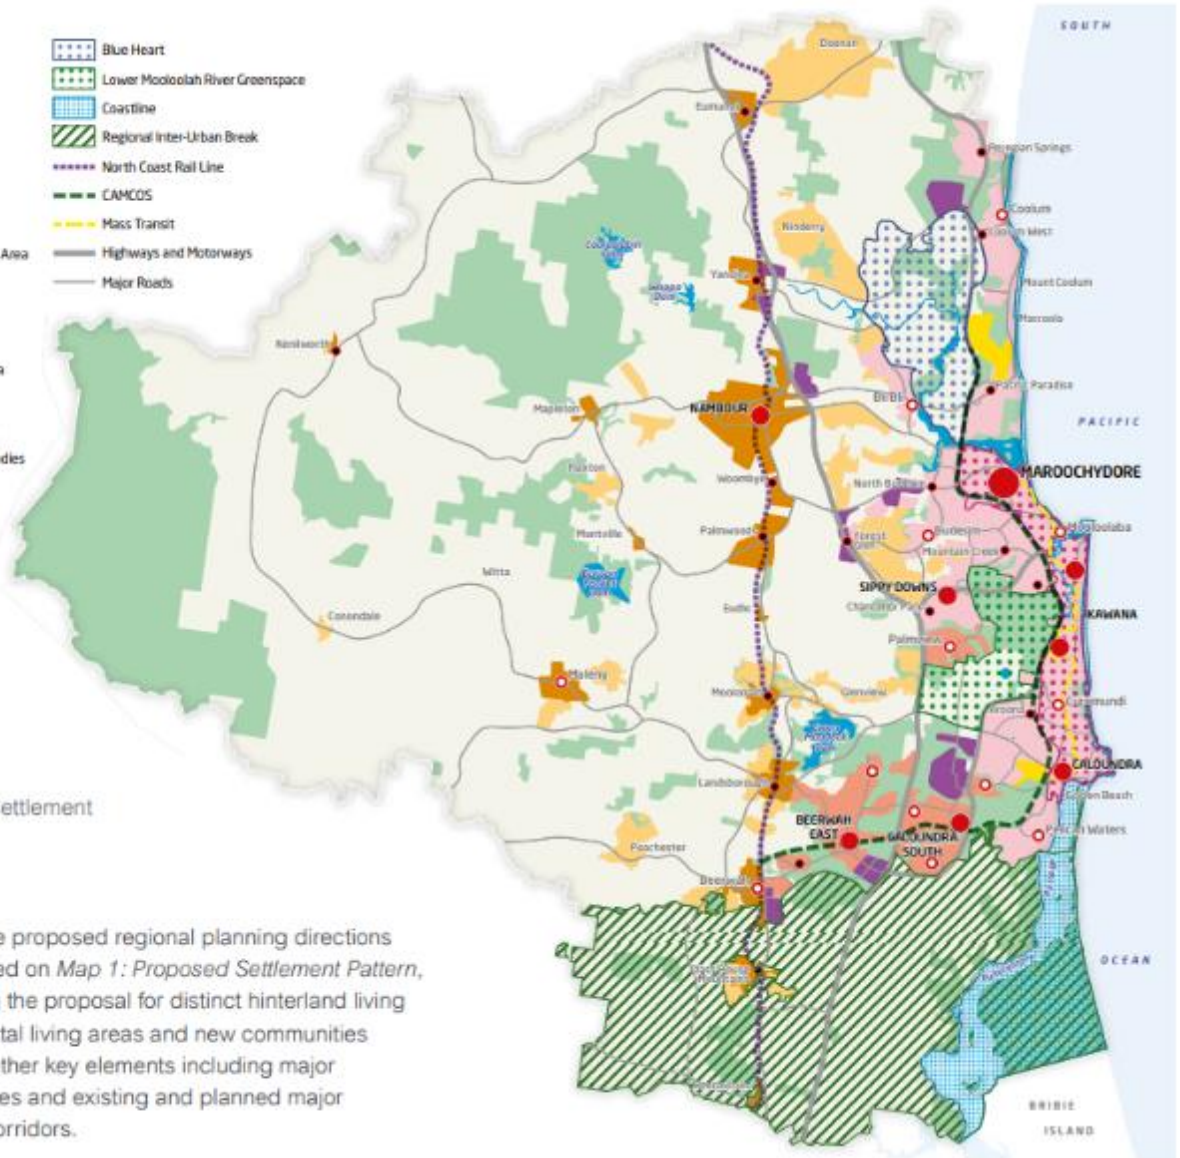 SOUTH
Blue Heart
Lower Mooloolah River Greenspace
Coastline
Regional Inter-Urban Break
North Coast Rail Line
CAMCOS
Mass Transit
Area
Highways and Motorways
Major Roads
dies
Doonan
Eumundi
Peregian Springs
Coolum
Coolum West
Ninderry
Yandina
Mount Coolum
Marcoola
Kenilworth
Pacific Paradise
Mapleton
NAMBOUR
Bli Bli
PACIFIC
Flaxton
Woombye
North Buderim
MAROOCHYDORE
Montville
Palmwoods
Forest Glen
Buderim
Mooloolaba
Mountain Creek
Witta
SIPPY DOWNS
Chancellor Park
Eudlo
KAWANA
Conondale
Palmview
Maleny
Mooloolah
Glenview
Currimundi
Aroona
CALOUNDRA
Landsborough
Golden Beach
ettlement
BEERWAH
EAST
CALOUNDRA
SOUTH
Pelican Waters
Peachester
Beerwah
e proposed regional planning directions
ed on Map 1: Proposed Settlement Pattern,
g the proposal for distinct hinterland living
tal living areas and new communities
ther key elements including major
es and existing and planned major
orridors.
OCEAN
BRIBIE
ISLAND